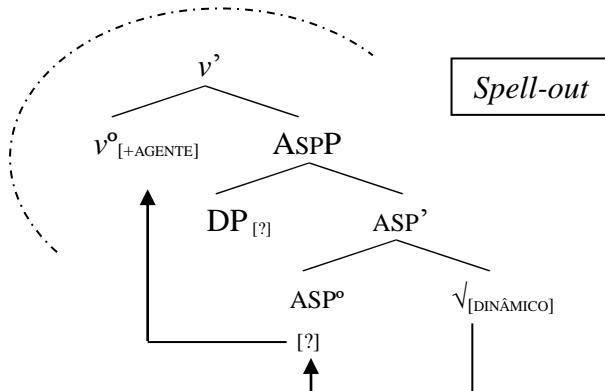 v’
Spell-out
vº[+AGENTE] ASPP
DP [?] ASP’
ASPº √[DINÂMICO]
[?]